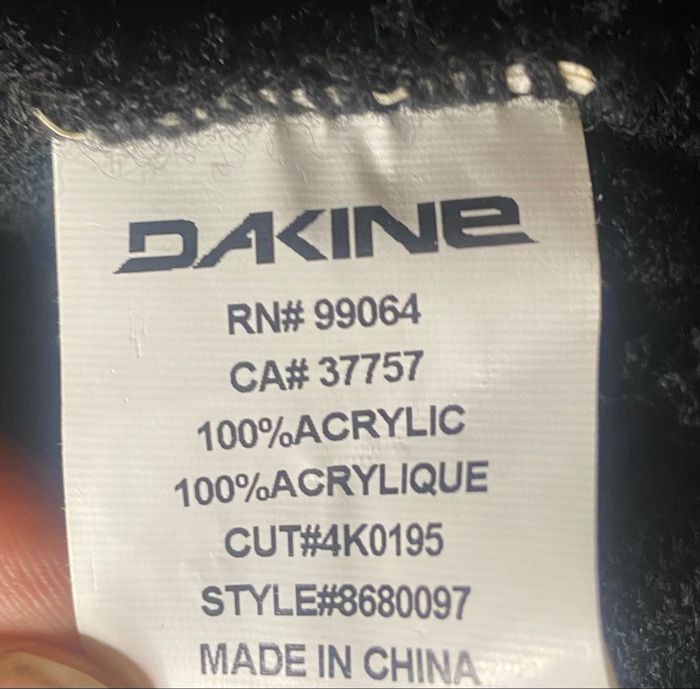 DAKINE
RN# 99064
CA# 37757
100%ACRYLIC
100%ACRYLIQUE
CUT#4K0195
STYLE#8680097
MADE IN CHINA